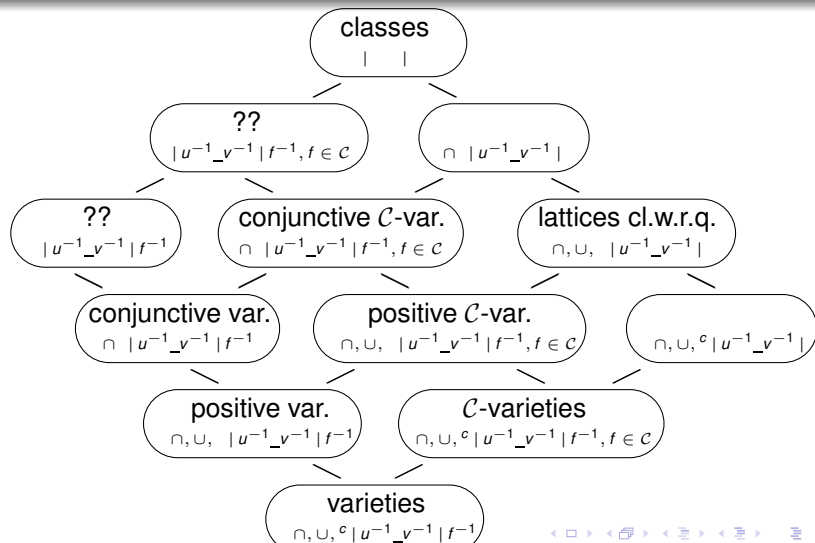 classes
| |
??
| u⁻¹_v⁻¹ | f⁻¹, f ∈ 𝒞
∩ | u⁻¹_v⁻¹ |
??
| u⁻¹_v⁻¹ | f⁻¹
conjunctive 𝒞-var.
∩ | u⁻¹_v⁻¹ | f⁻¹, f ∈ 𝒞
lattices cl.w.r.q.
∩, ∪, | u⁻¹_v⁻¹ |
conjunctive var.
∩ | u⁻¹_v⁻¹ | f⁻¹
positive 𝒞-var.
∩, ∪, | u⁻¹_v⁻¹ | f⁻¹, f ∈ 𝒞
∩, ∪, ᶜ | u⁻¹_v⁻¹ |
positive var.
∩, ∪, | u⁻¹_v⁻¹ | f⁻¹
𝒞-varieties
∩, ∪, ᶜ | u⁻¹_v⁻¹ | f⁻¹, f ∈ 𝒞
varieties
∩, ∪, ᶜ | u⁻¹_v⁻¹ | f⁻¹